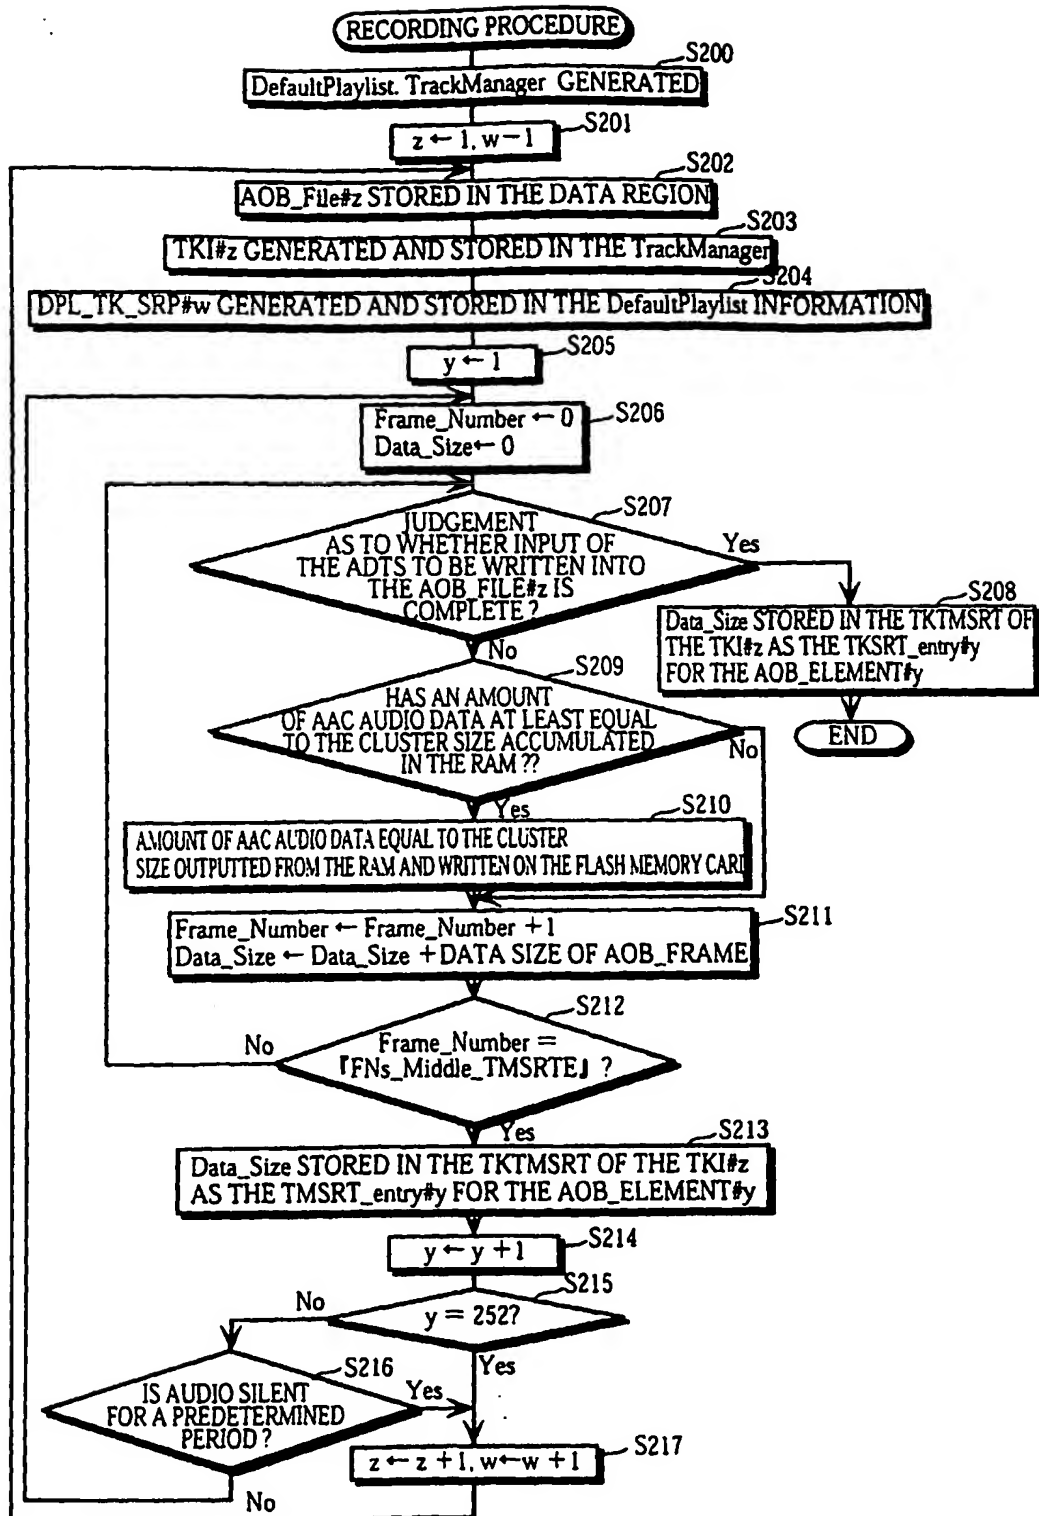 RECORDING PROCEDURE
S200
DefaultPlaylist. TrackManager GENERATED
S201
z ← 1, w−1
S202
AOB_File#z STORED IN THE DATA REGION
S203
TKI#z GENERATED AND STORED IN THE TrackManager
S204
DPL_TK_SRP#w GENERATED AND STORED IN THE DefaultPlaylist INFORMATION
S205
y ← 1
S206
Frame_Number ← 0
Data_Size← 0
S207
JUDGEMENT
AS TO WHETHER INPUT OF
THE ADTS TO BE WRITTEN INTO
THE AOB_FILE#z IS
COMPLETE ?
Yes
No
S208
Data_Size STORED IN THE TKTMSRT OF
THE TKI#z AS THE TKSRT_entry#y
FOR THE AOB_ELEMENT#y
END
S209
HAS AN AMOUNT
OF AAC AUDIO DATA AT LEAST EQUAL
TO THE CLUSTER SIZE ACCUMULATED
IN THE RAM ??
No
Yes
S210
AMOUNT OF AAC AUDIO DATA EQUAL TO THE CLUSTER
SIZE OUTPUTTED FROM THE RAM AND WRITTEN ON THE FLASH MEMORY CARD
S211
Frame_Number ← Frame_Number +1
Data_Size ← Data_Size +DATA SIZE OF AOB_FRAME
S212
Frame_Number =
『FNs_Middle_TMSRTE』 ?
No
Yes
S213
Data_Size STORED IN THE TKTMSRT OF THE TKI#z
AS THE TMSRT_entry#y FOR THE AOB_ELEMENT#y
S214
y ← y +1
S215
y = 252?
No
Yes
S216
IS AUDIO SILENT
FOR A PREDETERMINED
PERIOD ?
Yes
No
S217
z ← z +1, w←w +1